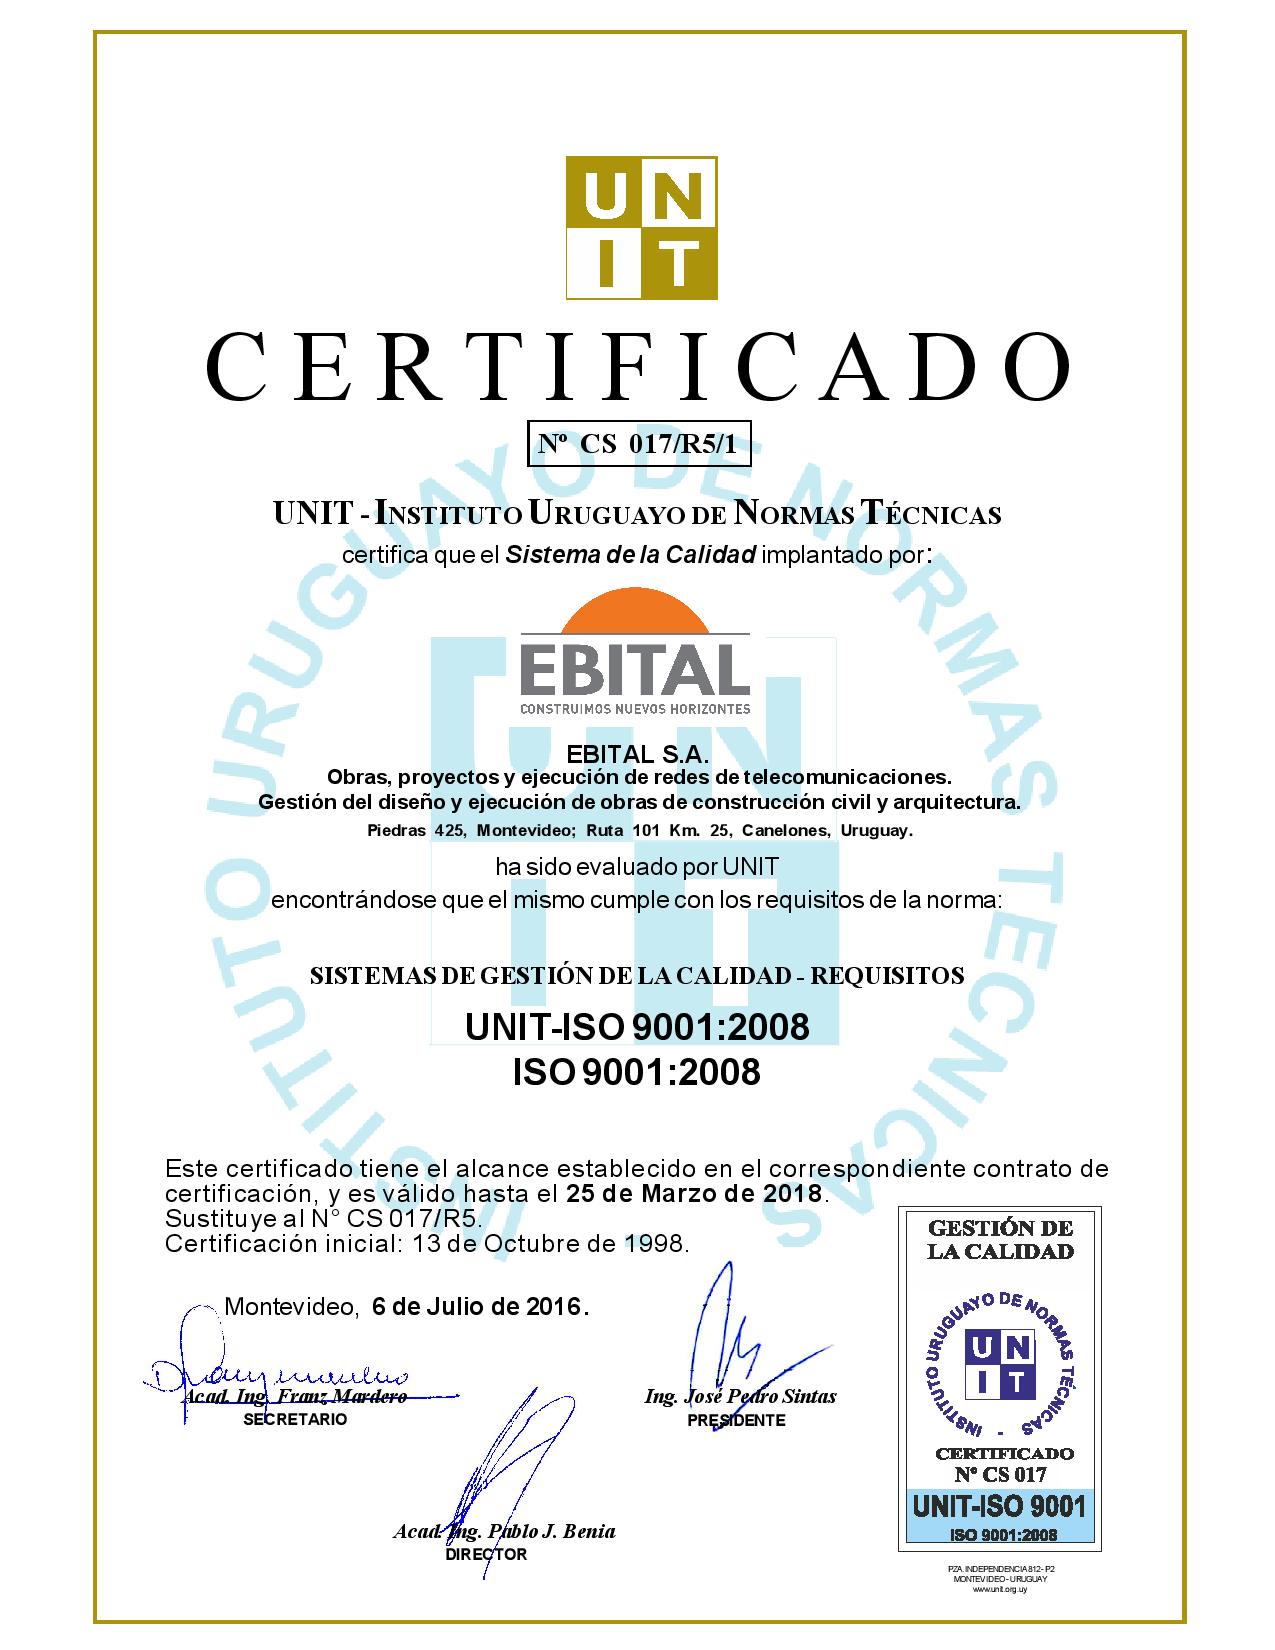 UN
IT
CERTIFICADO
Nº CS 017/R5/1
UNIT - INSTITUTO URUGUAYO DE NORMAS TÉCNICAS
certifica que el Sistema de la Calidad implantado por:
EBITAL
CONSTRUIMOS NUEVOS HORIZONTES
EBITAL S.A.
Obras, proyectos y ejecución de redes de telecomunicaciones.
Gestión del diseño y ejecución de obras de construcción civil y arquitectura.
Piedras 425, Montevideo; Ruta 101 Km. 25, Canelones, Uruguay.
ha sido evaluado por UNIT
encontrándose que el mismo cumple con los requisitos de la norma:
SISTEMAS DE GESTIÓN DE LA CALIDAD - REQUISITOS
UNIT-ISO 9001:2008
ISO 9001:2008
INSTITUTO URUGUAYO DE NORMAS TECNICAS -
UN
IT
Este certificado tiene el alcance establecido en el correspondiente contrato de
certificación, y es válido hasta el 25 de Marzo de 2018.
Sustituye al N° CS 017/R5.
Certificación inicial: 13 de Octubre de 1998.
Montevideo, 6 de Julio de 2016.
Acad. Ing. Franz Mardero
SECRETARIO
Ing. José Pedro Sintas
PRESIDENTE
Acad. Ing. Pablo J. Benia
DIRECTOR
GESTIÓN DE
LA CALIDAD
INSTITUTO URUGUAYO DE NORMAS TÉCNICAS -
UN
IT
CERTIFICADO
Nº CS 017
UNIT-ISO 9001
ISO 9001:2008
PZA. INDEPENDENCIA 812 - P2
MONTEVIDEO - URUGUAY
www.unit.org.uy